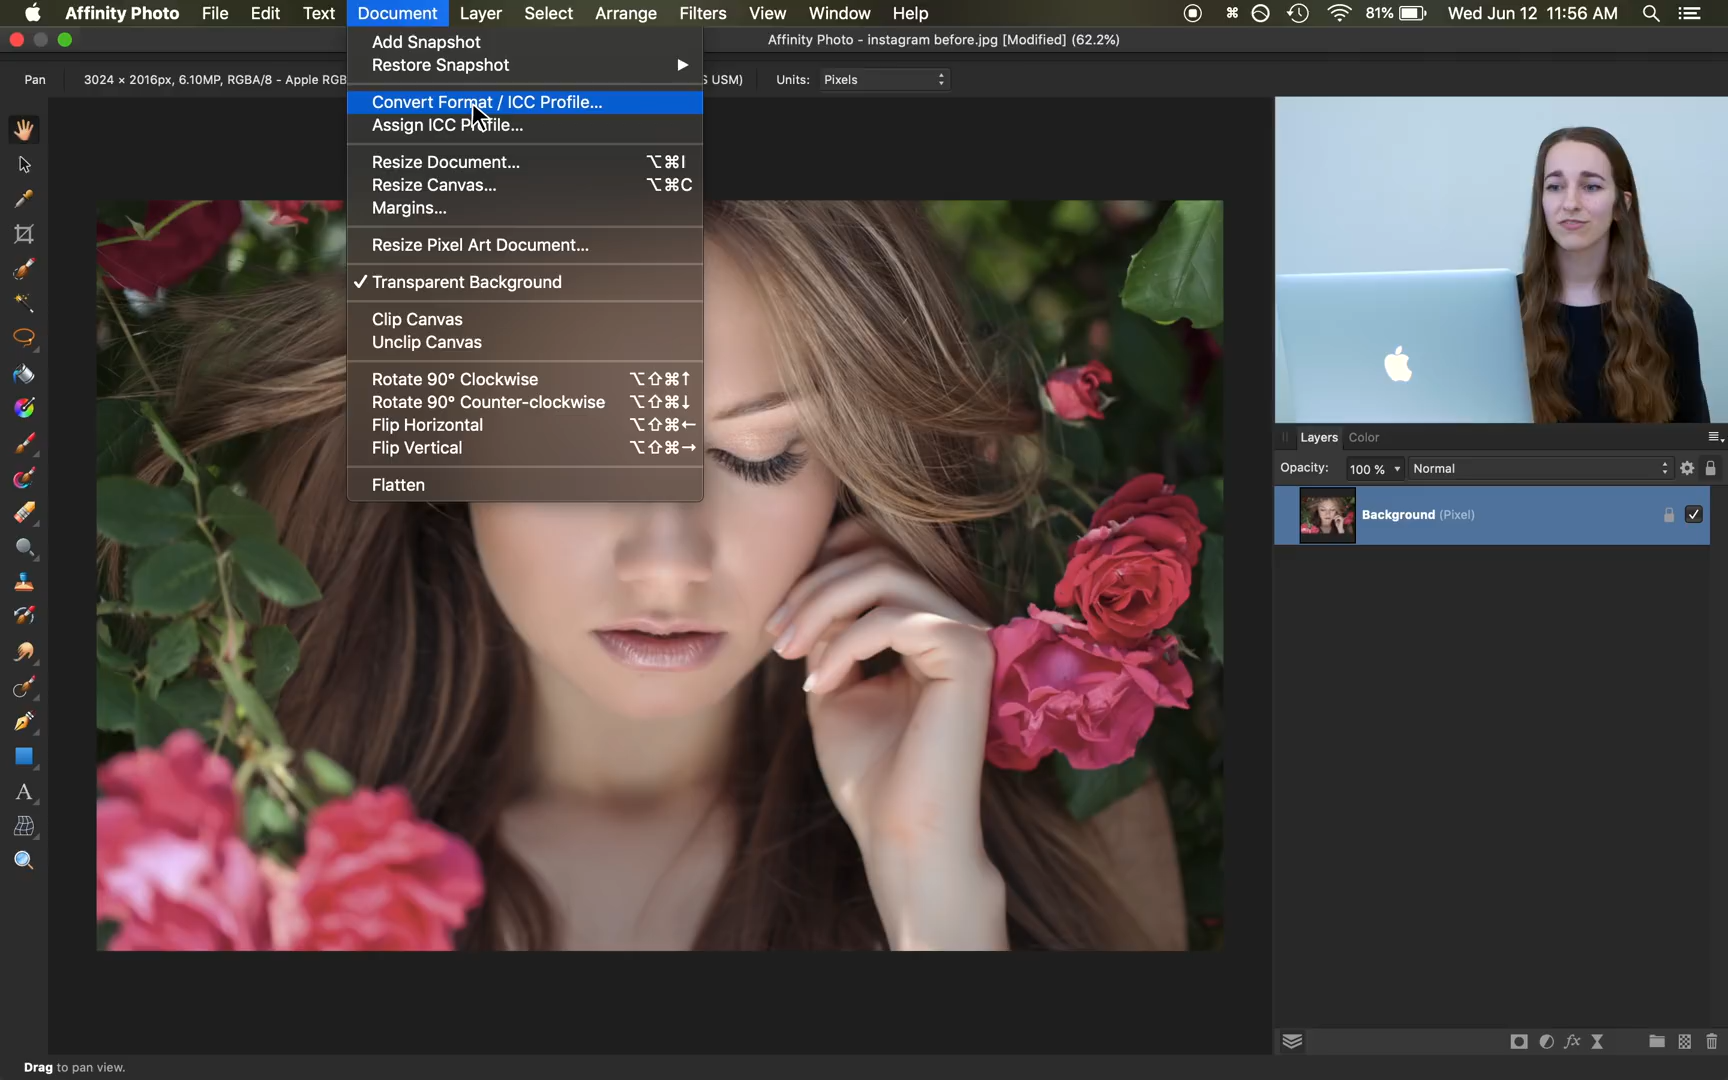 Affinity Photo File Edit Text Document Layer Select Arrange Filters View Window Help 81% Wed Jun 12 11:56 AM
Affinity Photo - instagram before.jpg [Modified] (62.2%)
Pan 3024 × 2016px, 6.10MP, RGBA/8 - Apple RGB USM) Units: Pixels
Add Snapshot
Restore Snapshot ▶
Convert Format / ICC Profile...
Assign ICC Profile...
Resize Document... ⌥⌘I
Resize Canvas... ⌥⌘C
Margins...
Resize Pixel Art Document...
✓ Transparent Background
Clip Canvas
Unclip Canvas
Rotate 90° Clockwise ⌥⇧⌘↑
Rotate 90° Counter-clockwise ⌥⇧⌘↓
Flip Horizontal ⌥⇧⌘←
Flip Vertical ⌥⇧⌘→
Flatten
Layers Color
Opacity: 100 % Normal
Background (Pixel)
Drag to pan view.